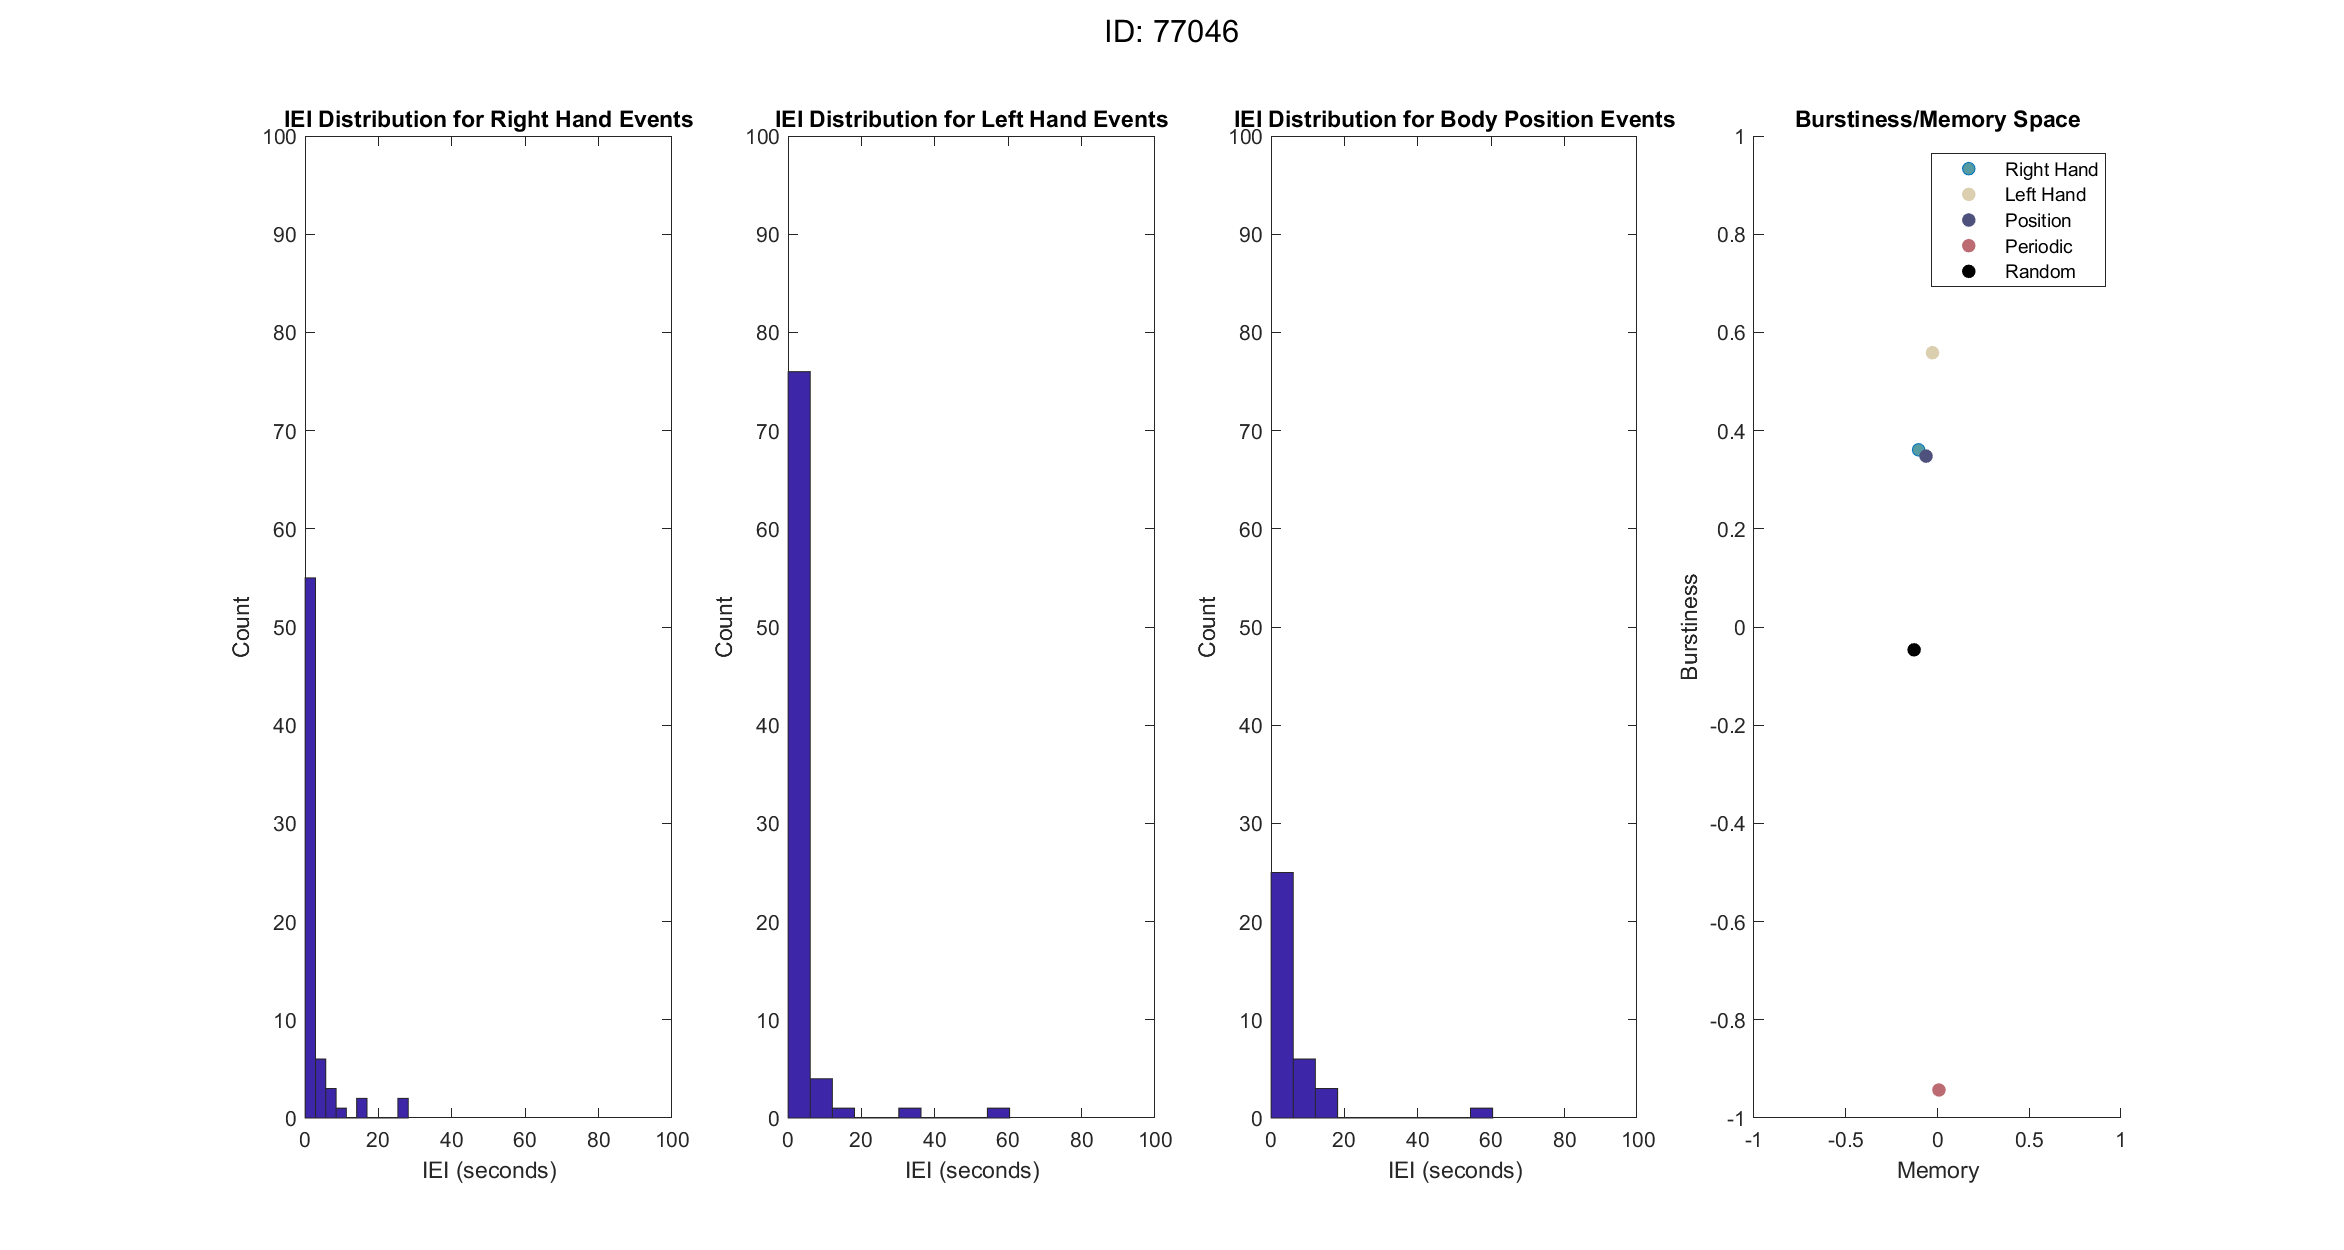 ID: 77046
IEI Distribution for Right Hand Events
100
90
80
70
60
50
40
30
20
10
0
Count
0 20 40 60 80 100
IEI (seconds)
IEI Distribution for Left Hand Events
100
90
80
70
60
50
40
30
20
10
0
Count
0 20 40 60 80 100
IEI (seconds)
IEI Distribution for Body Position Events
100
90
80
70
60
50
40
30
20
10
0
Count
0 20 40 60 80 100
IEI (seconds)
Burstiness/Memory Space
1
0.8
0.6
0.4
0.2
0
-0.2
-0.4
-0.6
-0.8
-1
Burstiness
Right Hand
Left Hand
Position
Periodic
Random
-1 -0.5 0 0.5 1
Memory